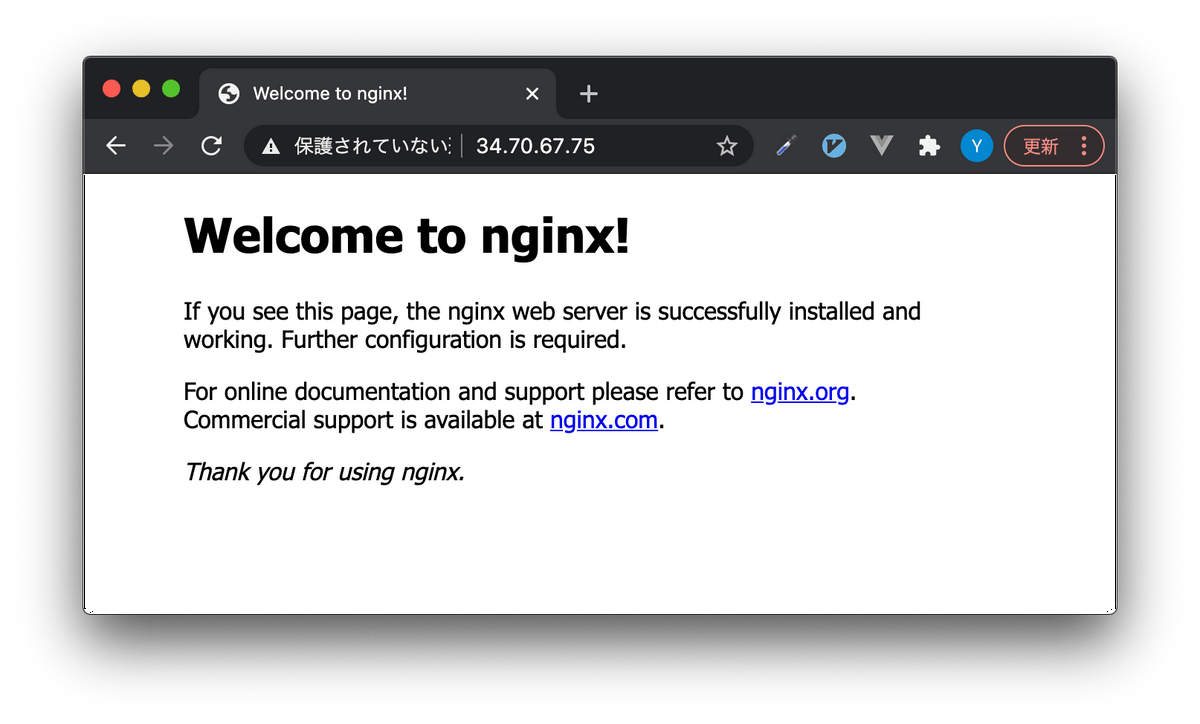 Welcome to nginx!
保護されていない 34.70.67.75
Y
更新
Welcome to nginx!
If you see this page, the nginx web server is successfully installed and
working. Further configuration is required.
For online documentation and support please refer to nginx.org.
Commercial support is available at nginx.com.
Thank you for using nginx.